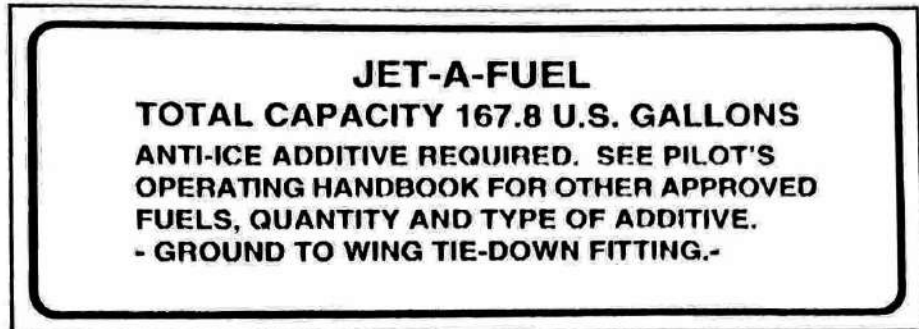 JET-A-FUEL
TOTAL CAPACITY 167.8 U.S. GALLONS
ANTI-ICE ADDITIVE REQUIRED. SEE PILOT'S
OPERATING HANDBOOK FOR OTHER APPROVED
FUELS, QUANTITY AND TYPE OF ADDITIVE.
- GROUND TO WING TIE-DOWN FITTING.-